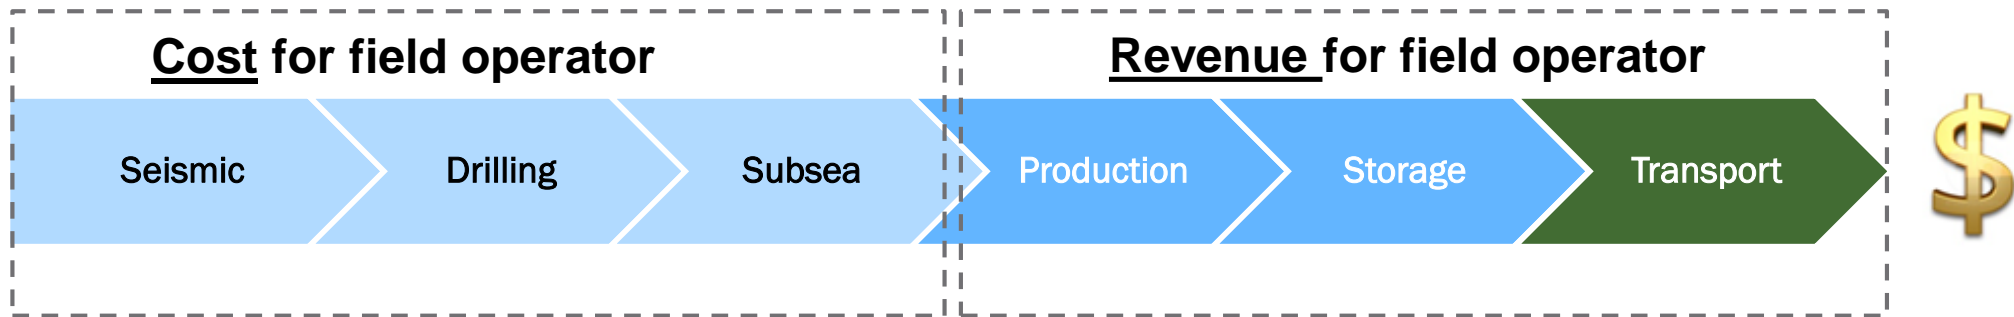 Cost for field operator
Revenue for field operator
Seismic
Drilling
Subsea
Production
Storage
Transport
$